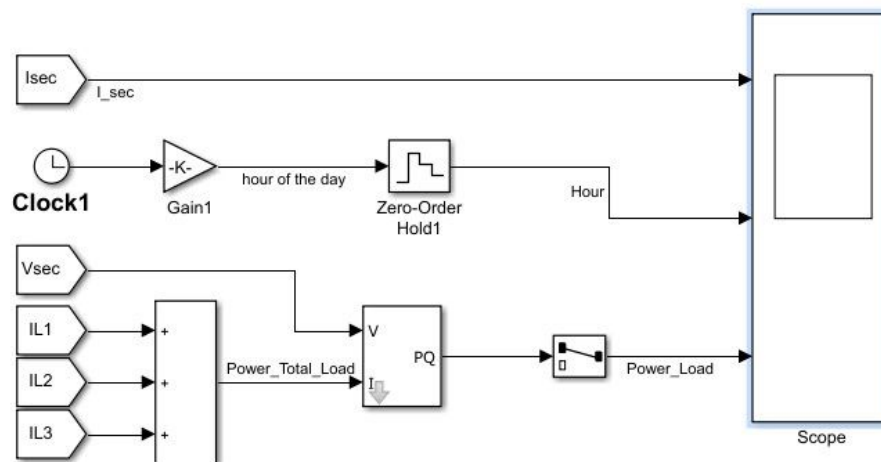 Isec
I_sec
Clock1
-K-
Gain1
hour of the day
Zero-Order
Hold1
Hour
Vsec
IL1
+
IL2
+
IL3
+
Power_Total_Load
V
I
PQ
Power_Load
Scope